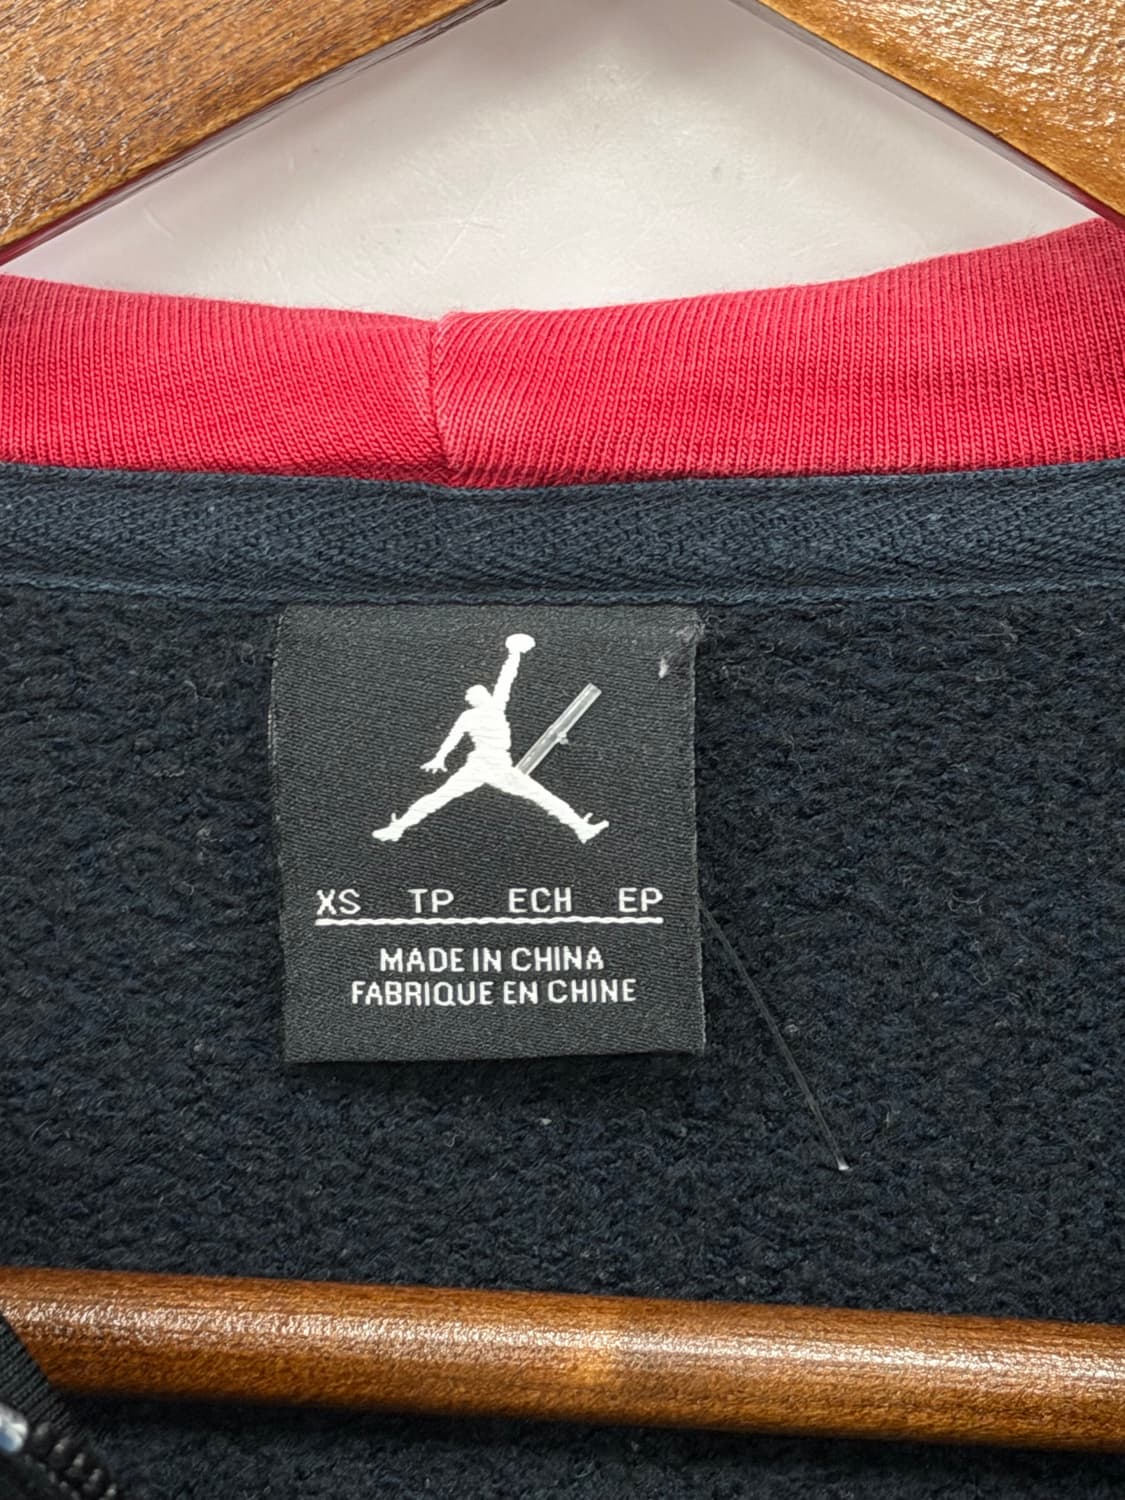 XS TP ECH EP
MADE IN CHINA
FABRIQUE EN CHINE